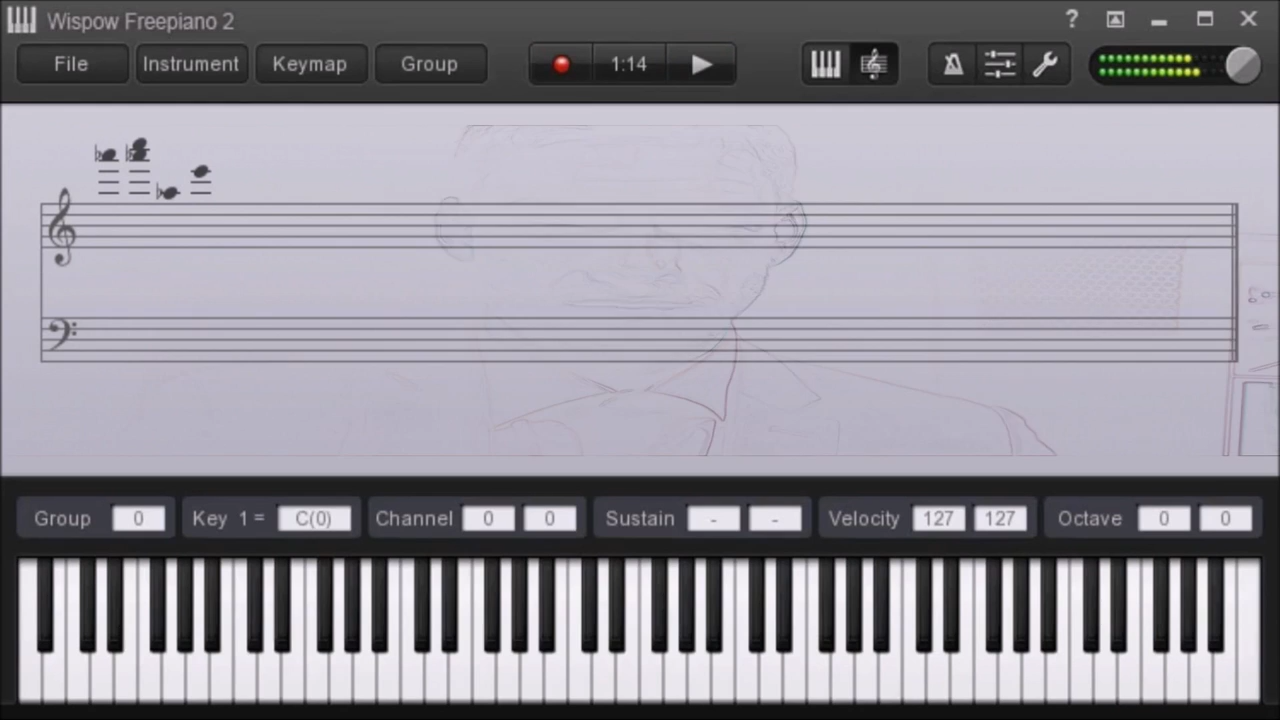 Wispow Freepiano 2
?
File Instrument Keymap Group 1:14
Group 0 Key 1 = C(0) Channel 0 0 Sustain - - Velocity 127 127 Octave 0 0